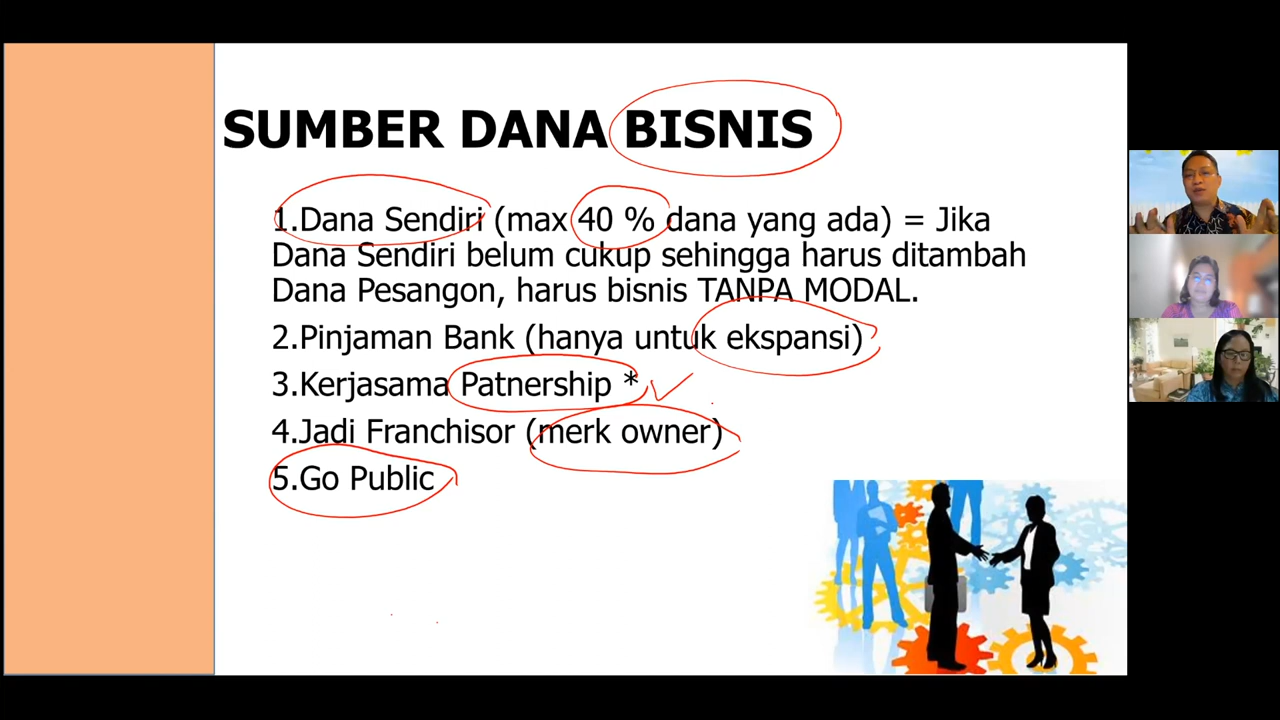 SUMBER DANA BISNIS
1.Dana Sendiri (max 40 % dana yang ada) = Jika
Dana Sendiri belum cukup sehingga harus ditambah
Dana Pesangon, harus bisnis TANPA MODAL.
2.Pinjaman Bank (hanya untuk ekspansi)
3.Kerjasama Patnership *
4.Jadi Franchisor (merk owner)
5.Go Public